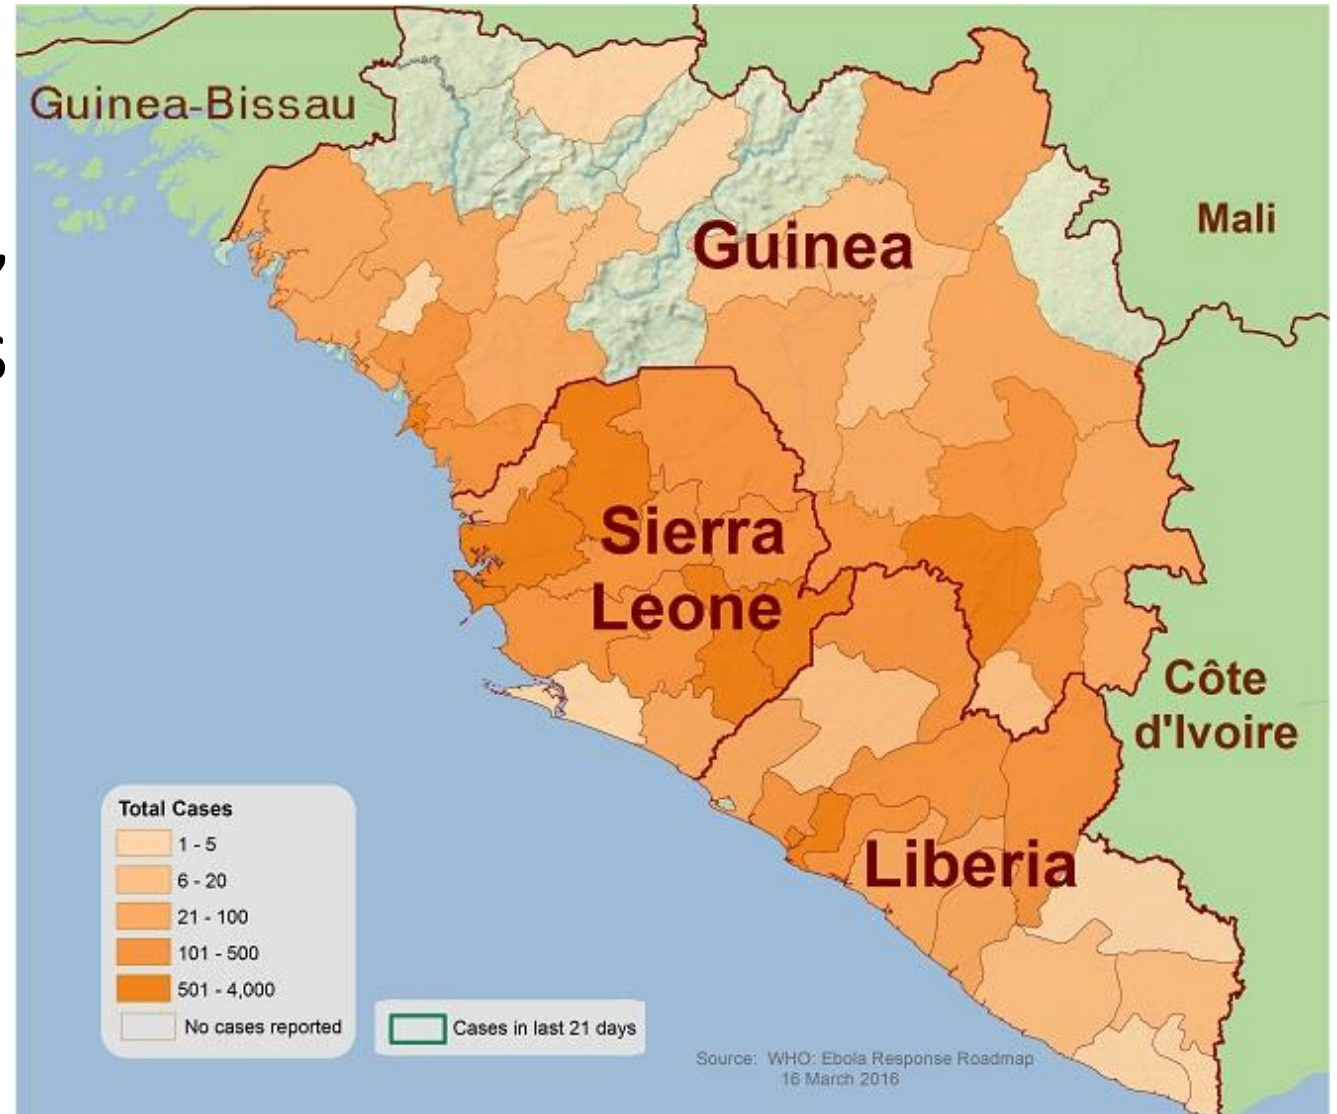 Guinea-Bissau
Guinea
Mali
Sierra
Leone
Côte
d'Ivoire
Liberia
Total Cases
1 - 5
6 - 20
21 - 100
101 - 500
501 - 4,000
No cases reported
Cases in last 21 days
Source: WHO: Ebola Response Roadmap
16 March 2016